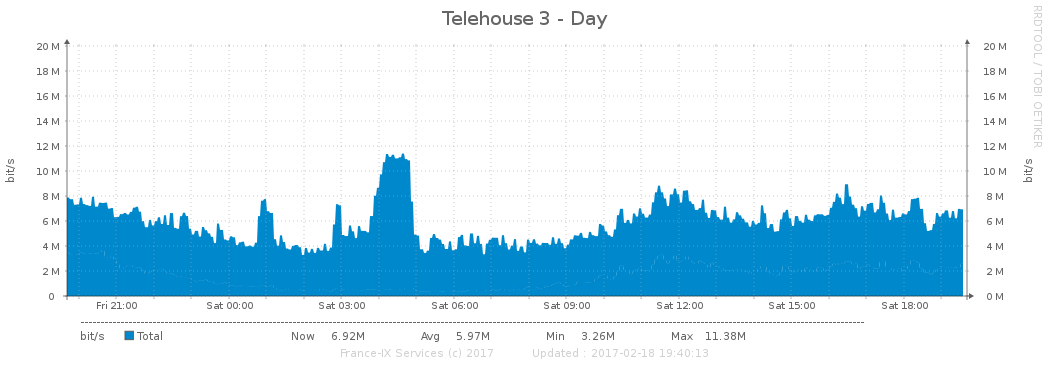 Telehouse 3 - Day
RRDTOOL / TOBI OETIKER
20 M 20 M
18 M 18 M
16 M 16 M
14 M 14 M
12 M 12 M
10 M 10 M
8 M 8 M
6 M 6 M
4 M 4 M
2 M 2 M
0 0 M
bit/s
bit/s
Fri 21:00 Sat 00:00 Sat 03:00 Sat 06:00 Sat 09:00 Sat 12:00 Sat 15:00 Sat 18:00
bit/s Total Now 6.92M Avg 5.97M Min 3.26M Max 11.38M
France-IX Services (c) 2017 Updated : 2017-02-18 19:40:13